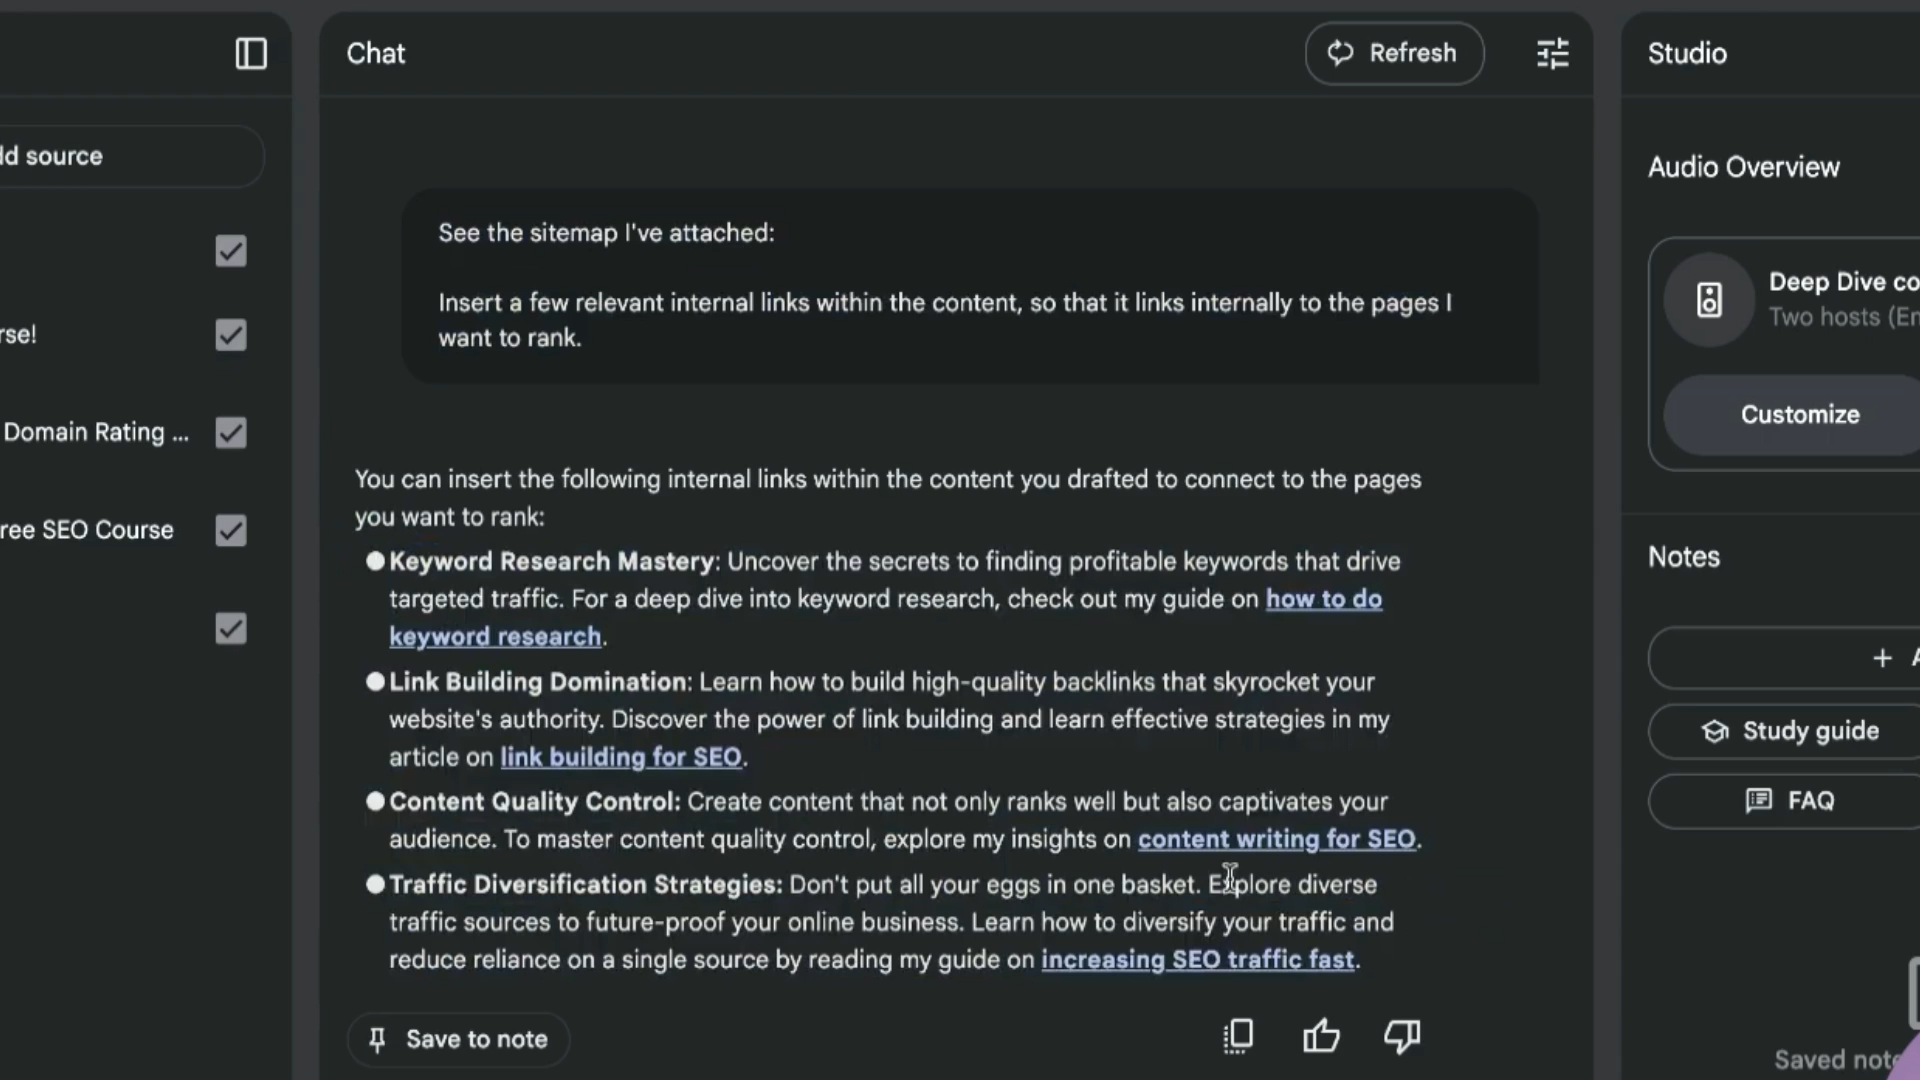 Chat
Refresh
Studio
dd source
rse!
Domain Rating ...
ree SEO Course
See the sitemap I've attached:
Insert a few relevant internal links within the content, so that it links internally to the pages I
want to rank.
You can insert the following internal links within the content you drafted to connect to the pages
you want to rank:
Keyword Research Mastery: Uncover the secrets to finding profitable keywords that drive
targeted traffic. For a deep dive into keyword research, check out my guide on how to do
keyword research.
Link Building Domination: Learn how to build high-quality backlinks that skyrocket your
website's authority. Discover the power of link building and learn effective strategies in my
article on link building for SEO.
Content Quality Control: Create content that not only ranks well but also captivates your
audience. To master content quality control, explore my insights on content writing for SEO.
Traffic Diversification Strategies: Don't put all your eggs in one basket. Explore diverse
traffic sources to future-proof your online business. Learn how to diversify your traffic and
reduce reliance on a single source by reading my guide on increasing SEO traffic fast.
Save to note
Audio Overview
Deep Dive co
Two hosts (En
Customize
Notes
+ A
Study guide
FAQ
Saved note